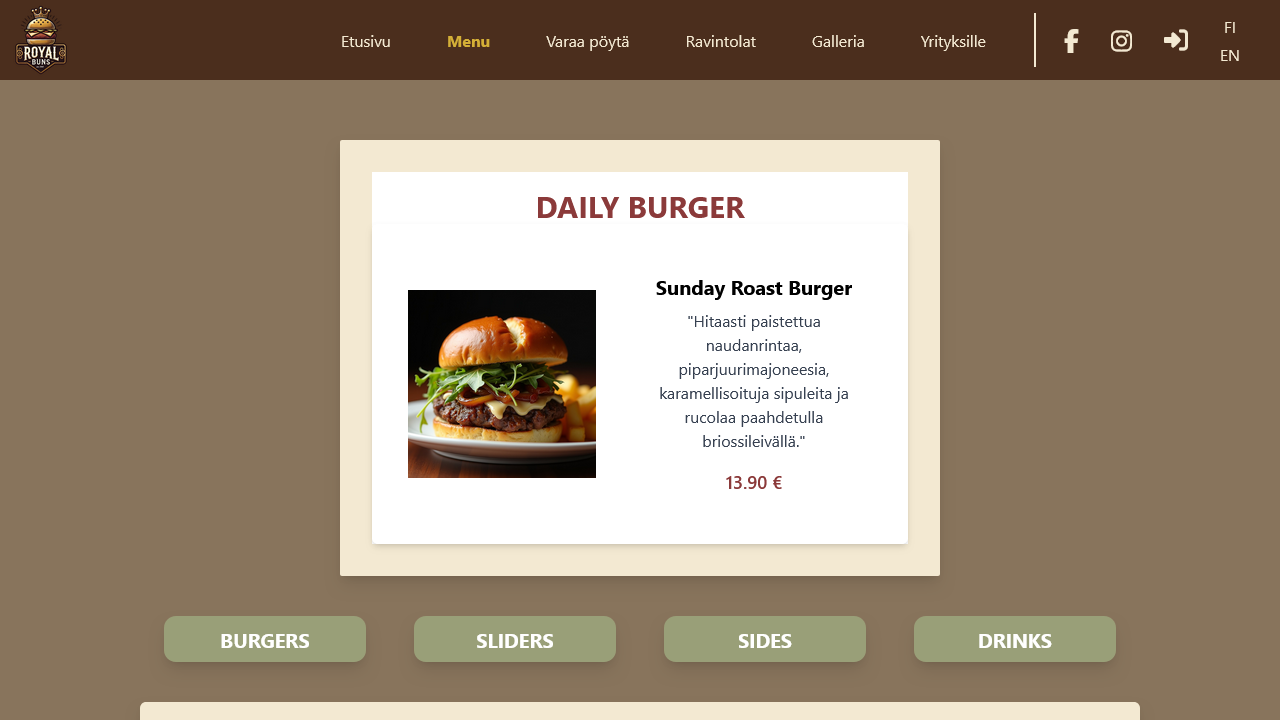 ROYAL
BUNS
Etusivu
Menu
Varaa pöytä
Ravintolat
Galleria
Yrityksille
FI
EN
DAILY BURGER
Sunday Roast Burger
"Hitaasti paistettua
naudanrintaa,
piparjuurimajoneesia,
karamellisoituja sipuleita ja
rucolaa paahdetulla
briossileivällä."
13.90 €
BURGERS
SLIDERS
SIDES
DRINKS